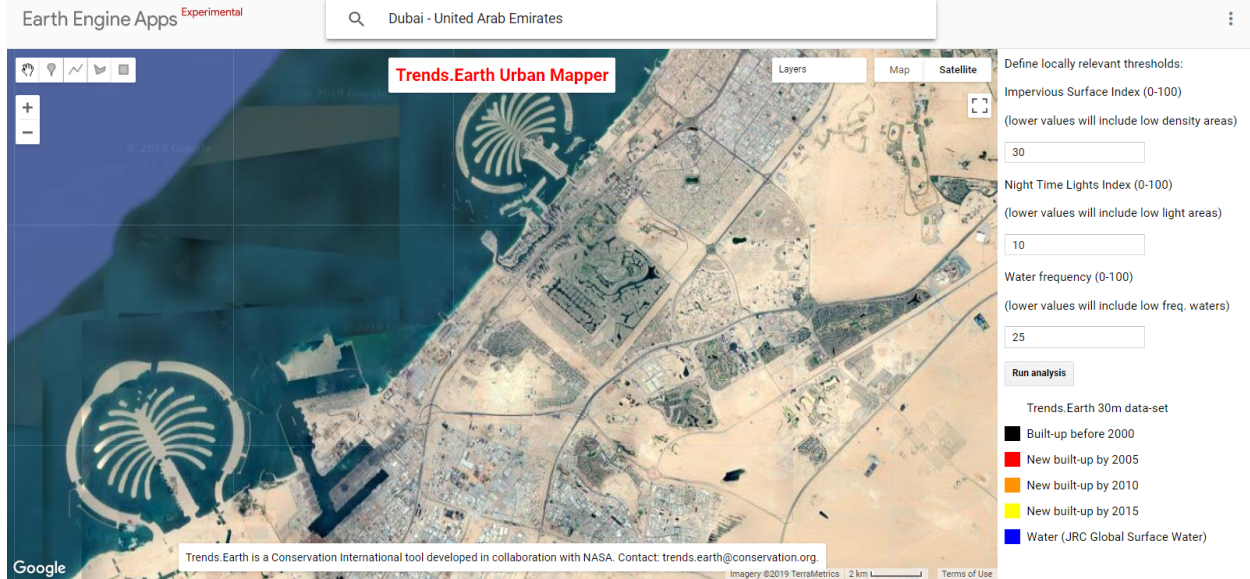 Earth Engine Apps Experimental
Dubai - United Arab Emirates
Trends.Earth Urban Mapper
Layers
Map Satellite
+
−
© 2019 Google
© 2019 Google
© 2019 Google
Define locally relevant thresholds:
Impervious Surface Index (0-100)
(lower values will include low density areas)
30
Night Time Lights Index (0-100)
(lower values will include low light areas)
10
Water frequency (0-100)
(lower values will include low freq. waters)
25
Run analysis
Trends.Earth 30m data-set
Built-up before 2000
New built-up by 2005
New built-up by 2010
New built-up by 2015
Water (JRC Global Surface Water)
Trends.Earth is a Conservation International tool developed in collaboration with NASA. Contact: trends.earth@conservation.org.
Google
Imagery ©2019 TerraMetrics 2 km Terms of Use